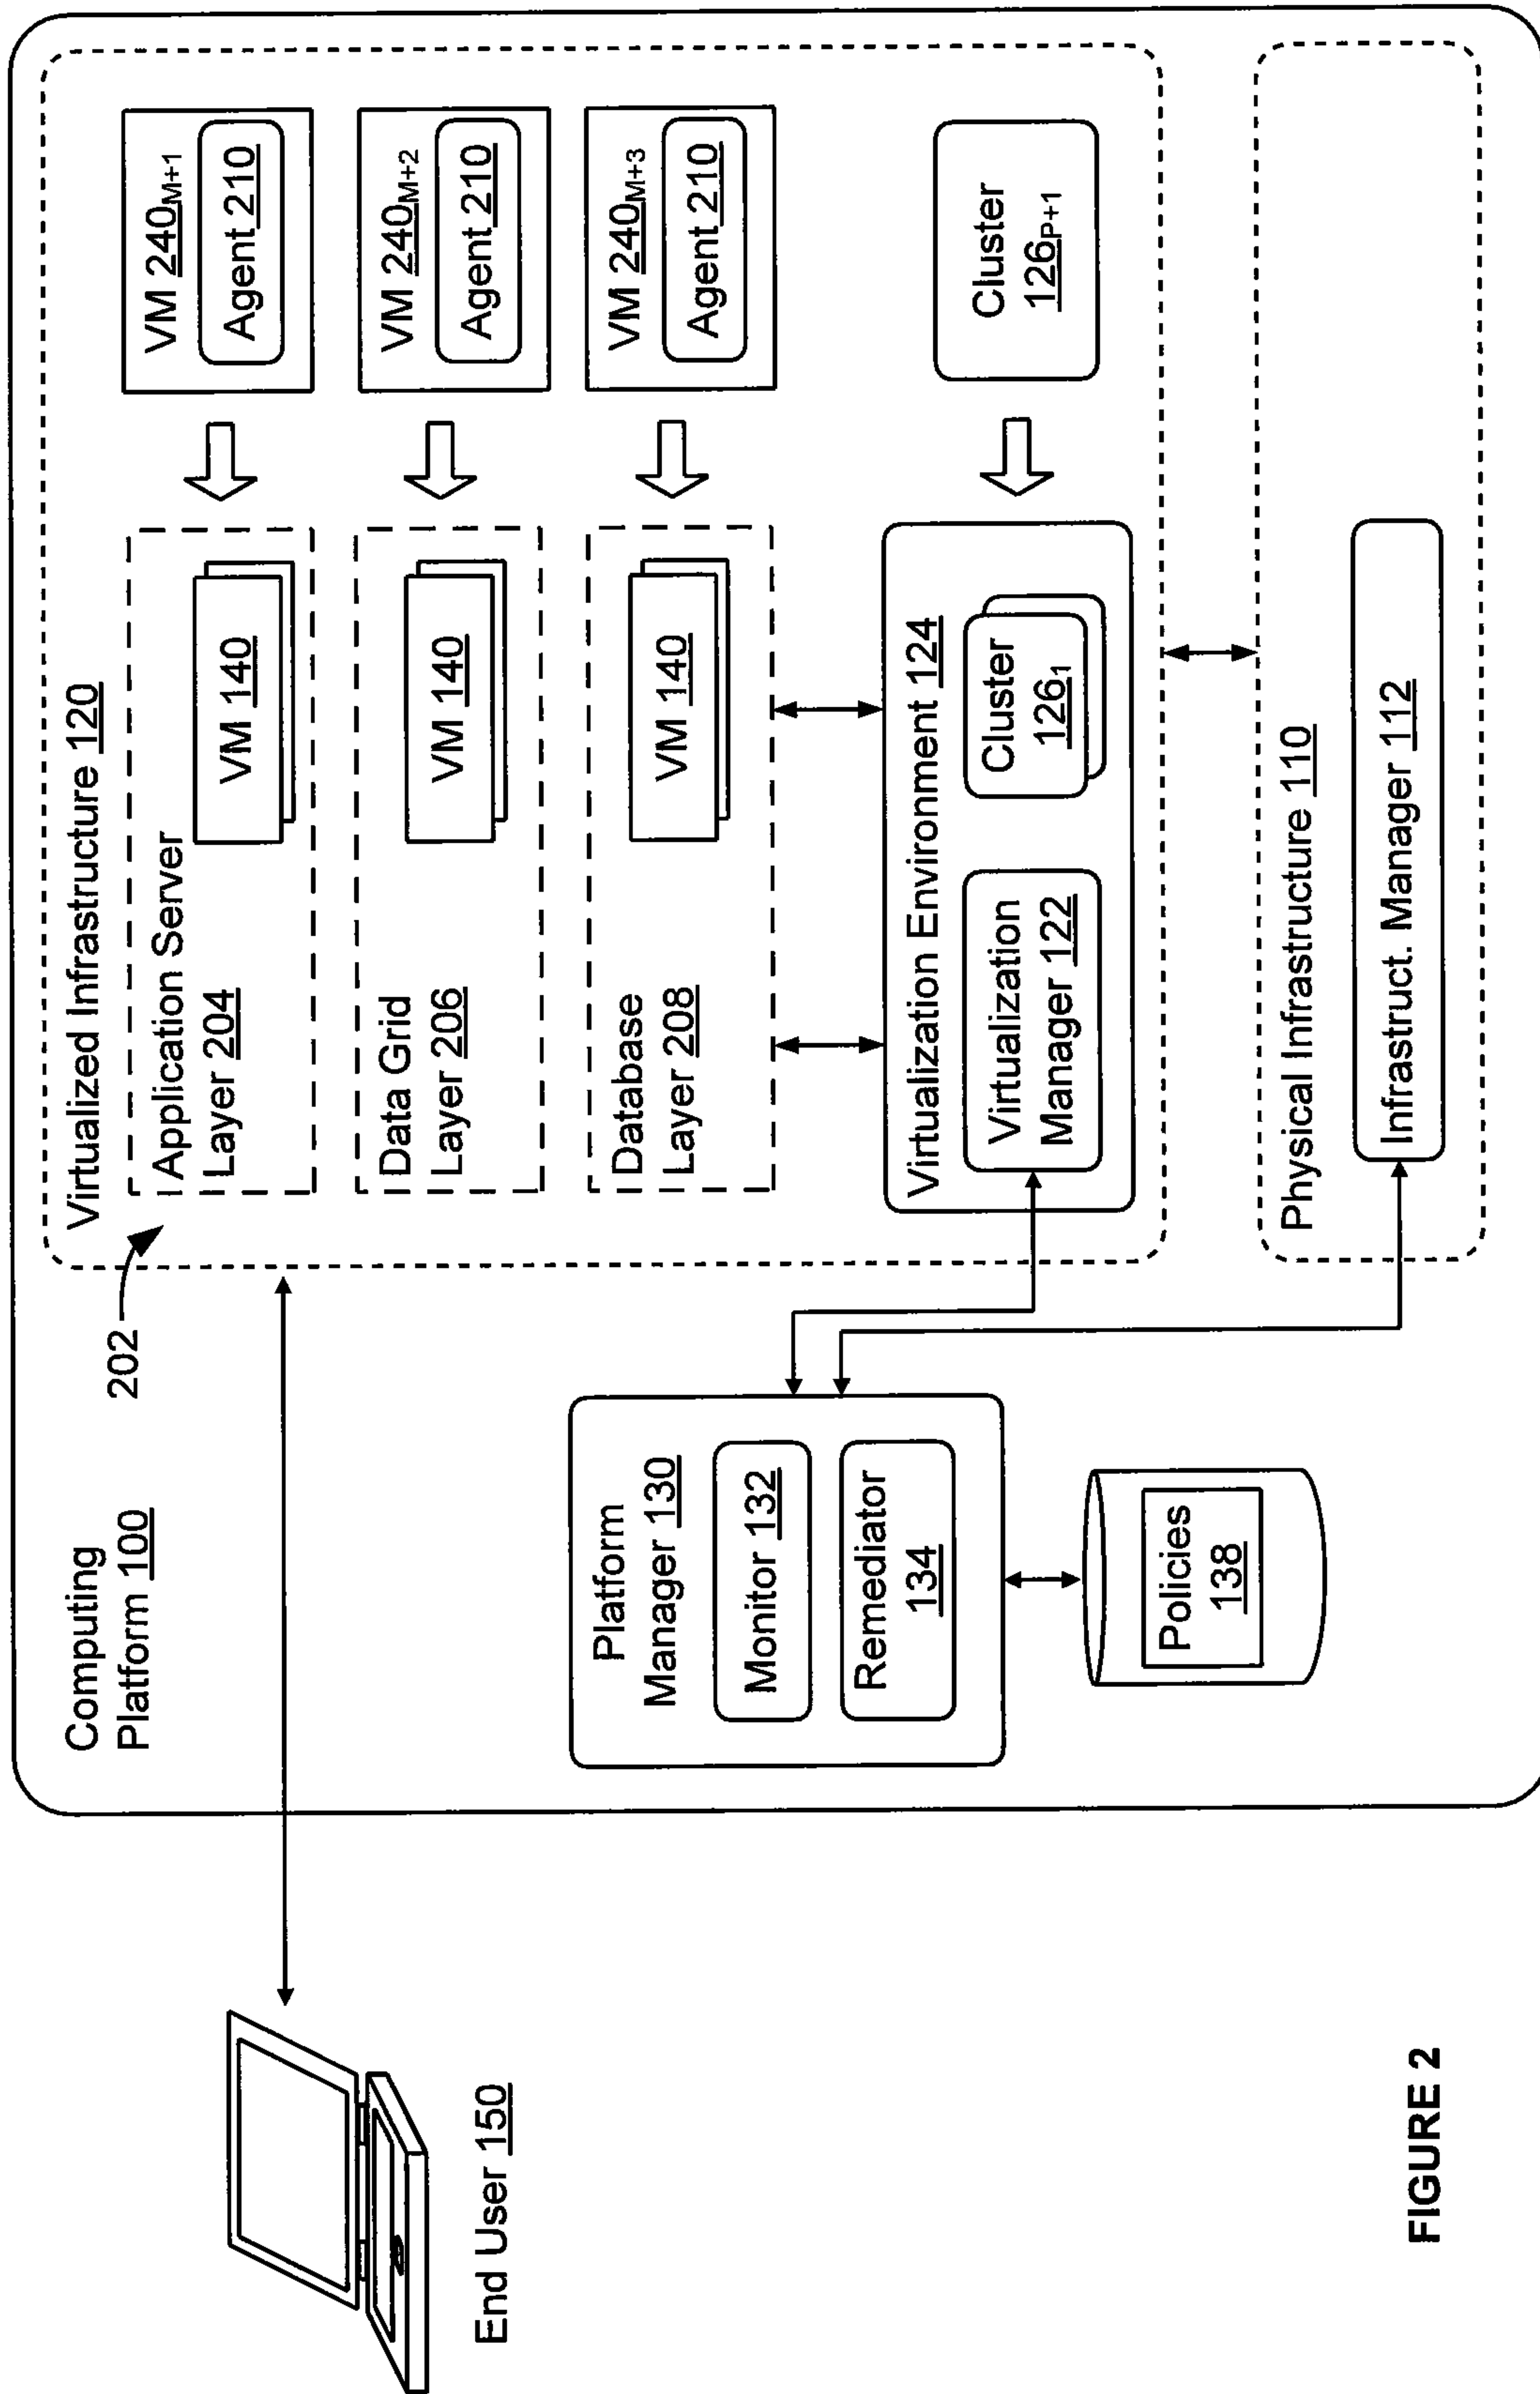 Computing
Platform 100
202
Virtualized Infrastructure 120
Application Server
Layer 204
VM 140
VM 240M+1
Agent 210
Data Grid
Layer 206
VM 140
VM 240M+2
Agent 210
Database
Layer 208
VM 140
VM 240M+3
Agent 210
End User 150
Platform
Manager 130
Monitor 132
Remediator
134
Policies
138
Virtualization Environment 124
Virtualization
Manager 122
Cluster
1261
Cluster
126P+1
Physical Infrastructure 110
Infrastruct. Manager 112
FIGURE 2